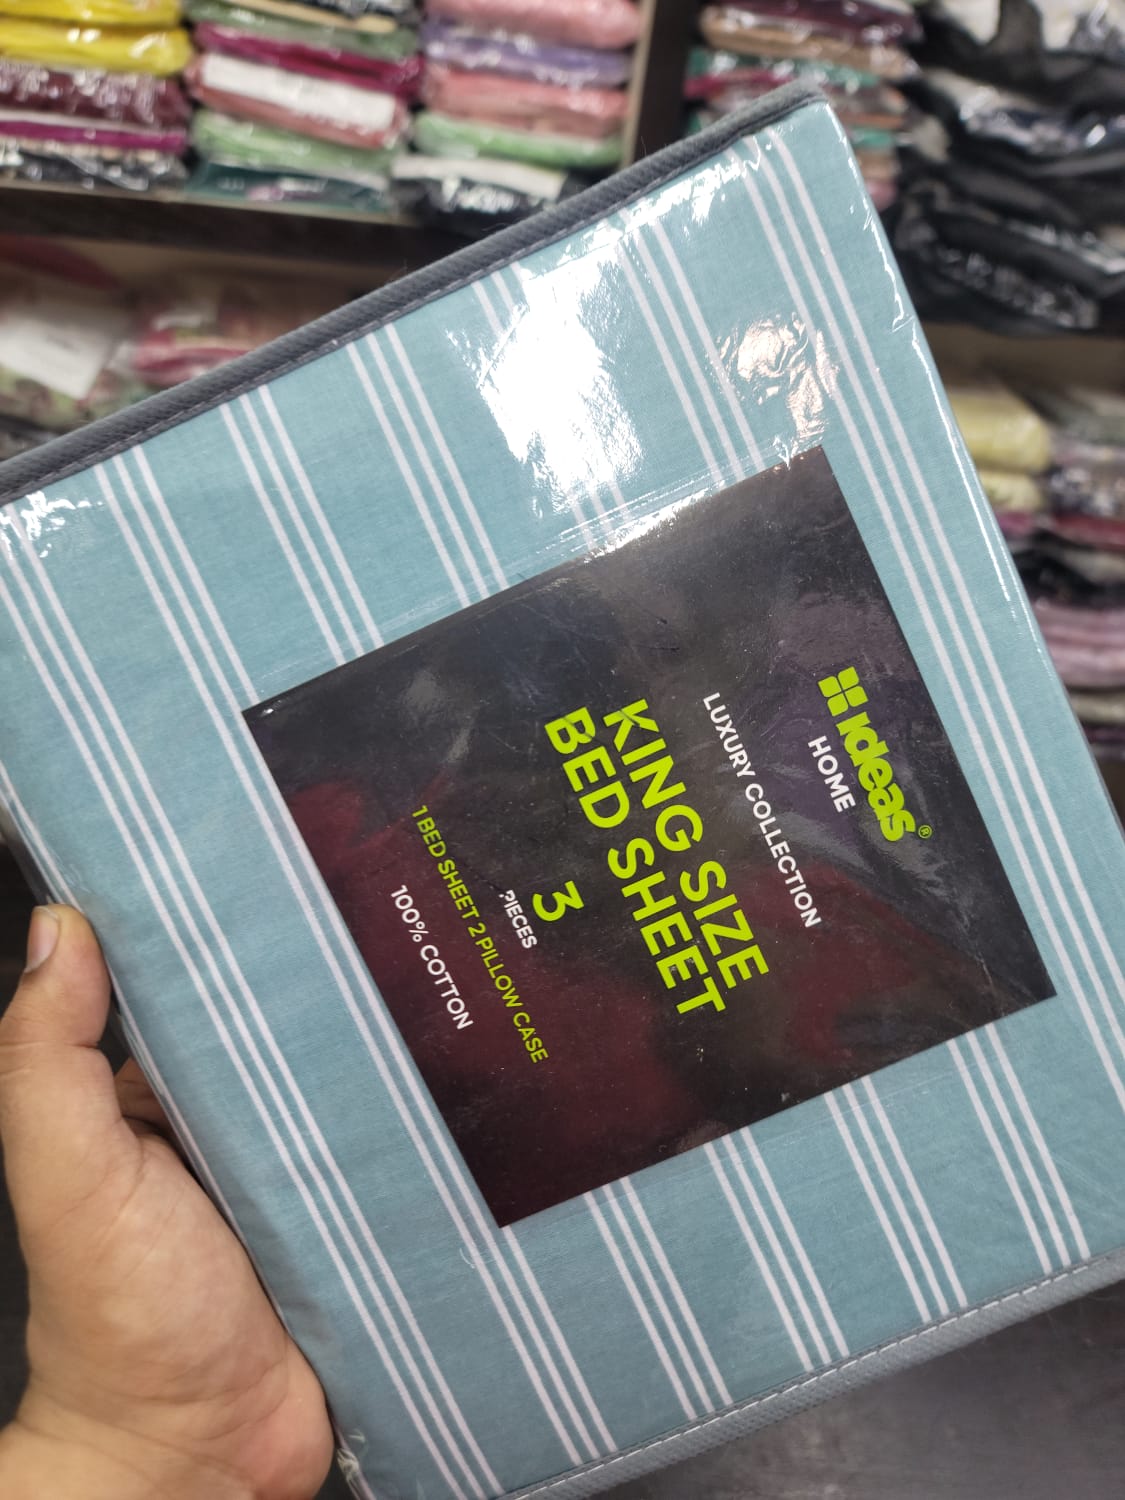 ideas®
HOME
LUXURY COLLECTION
KING SIZE
BED SHEET
3
PIECES
1 BED SHEET 2 PILLOW CASE
100% COTTON